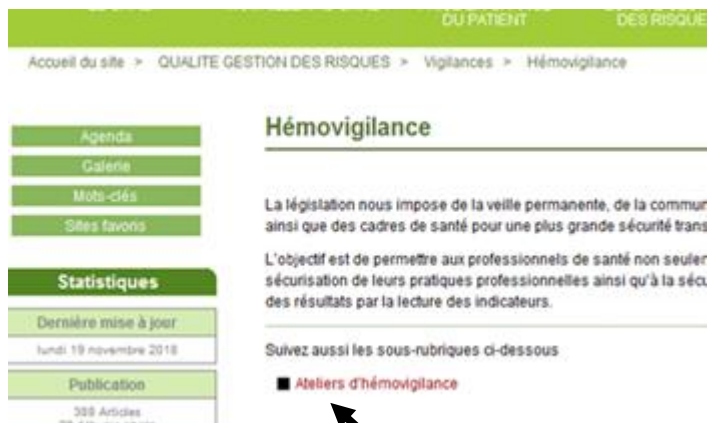 DU PATIENT
DES RISQUE
Accueil du site > QUALITE GESTION DES RISQUES > Vigilances > Hémovigilance
Agenda
Galerie
Mots-clés
Sites favoris
Statistiques
Dernière mise à jour
lundi 19 novembre 2018
Publication
Articles
Hémovigilance
La législation nous impose de la veille permanente, de la commun
ainsi que des cadres de santé pour une plus grande sécurité trans
L'objectif est de permettre aux professionnels de santé non seulem
sécurisation de leurs pratiques professionnelles ainsi qu'à la sécu
des résultats par la lecture des indicateurs.
Suivez aussi les sous-rubriques ci-dessous
Ateliers d'hémovigilance